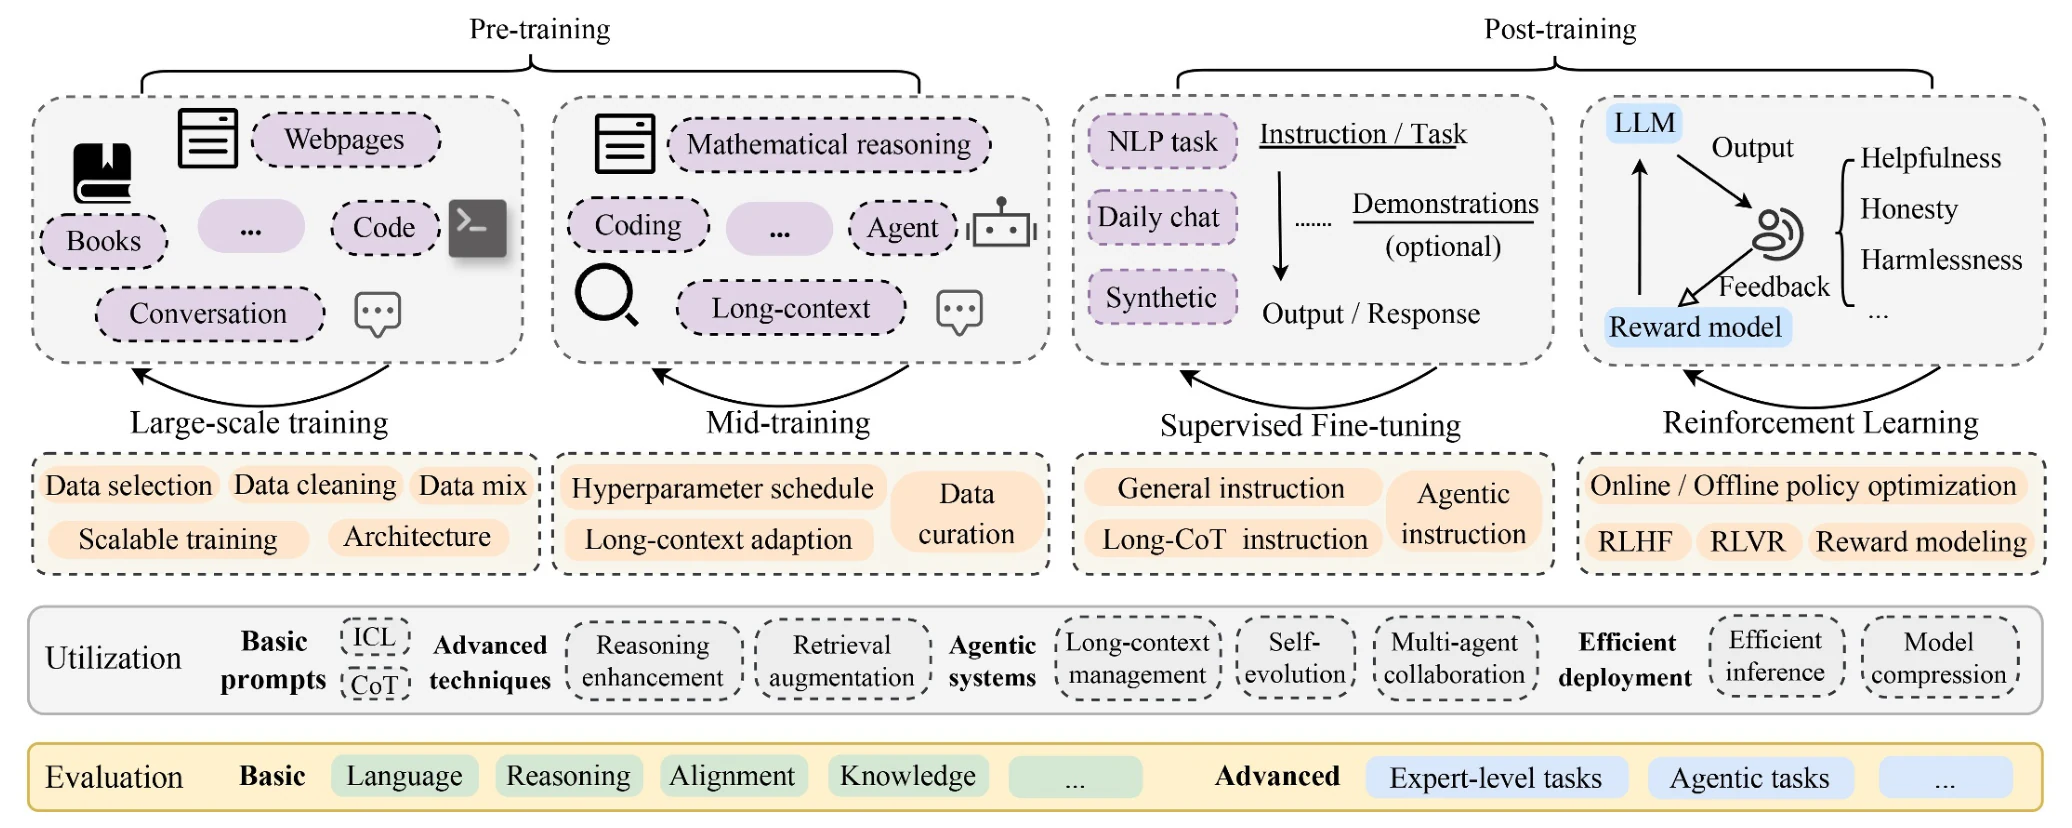 Pre-training
Post-training
Webpages
Books
...
Code
Conversation
Mathematical reasoning
Coding
...
Agent
Long-context
NLP task
Daily chat
Synthetic
Instruction / Task
.......
Demonstrations
(optional)
Output / Response
LLM
Output
Feedback
Reward model
Helpfulness
Honesty
Harmlessness
...
Large-scale training
Mid-training
Supervised Fine-tuning
Reinforcement Learning
Data selection
Data cleaning
Data mix
Scalable training
Architecture
Hyperparameter schedule
Long-context adaption
Data
curation
General instruction
Long-CoT instruction
Agentic
instruction
Online / Offline policy optimization
RLHF
RLVR
Reward modeling
Utilization
Basic
prompts
ICL
CoT
Advanced
techniques
Reasoning
enhancement
Retrieval
augmentation
Agentic
systems
Long-context
management
Self-
evolution
Multi-agent
collaboration
Efficient
deployment
Efficient
inference
Model
compression
Evaluation
Basic
Language
Reasoning
Alignment
Knowledge
...
Advanced
Expert-level tasks
Agentic tasks
...